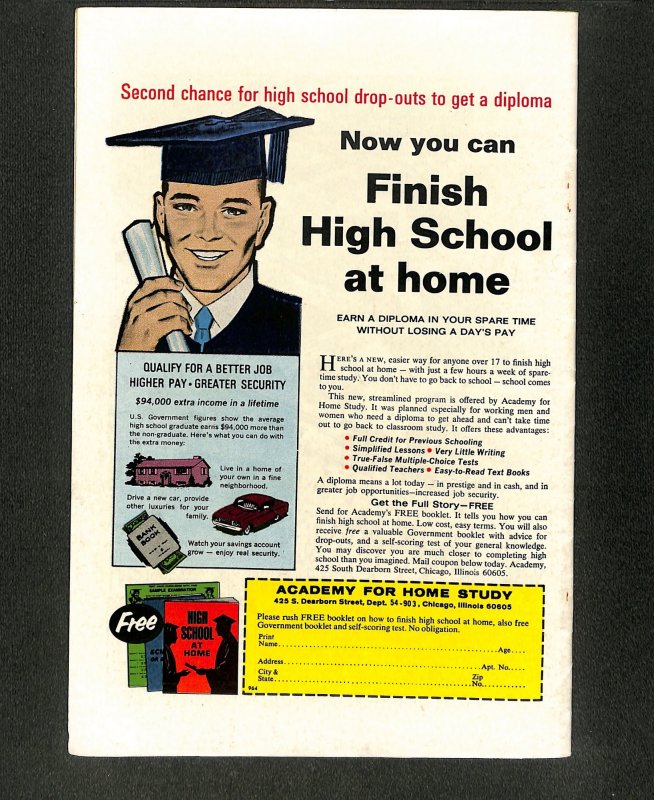 Second chance for high school drop-outs to get a diploma
Now you can
Finish
High School
at home
EARN A DIPLOMA IN YOUR SPARE TIME
WITHOUT LOSING A DAY'S PAY
HERE'S A NEW, easier way for anyone over 17 to finish high
school at home — with just a few hours a week of spare-
time study. You don't have to go back to school — school comes
to you.
This new, streamlined program is offered by Academy for
Home Study. It was planned especially for working men and
women who need a diploma to get ahead and can't take time
out to go back to classroom study. It offers these advantages:
• Full Credit for Previous Schooling
• Simplified Lessons • Very Little Writing
• True-False Multiple-Choice Tests
• Qualified Teachers • Easy-to-Read Text Books
A diploma means a lot today — in prestige and in cash, and in
greater job opportunities—increased job security.
Get the Full Story—FREE
Send for Academy's FREE booklet. It tells you how you can
finish high school at home. Low cost, easy terms. You will also
receive free a valuable Government booklet with advice for
drop-outs, and a self-scoring test of your general knowledge.
You may discover you are much closer to completing high
school than you imagined. Mail coupon below today. Academy,
425 South Dearborn Street, Chicago, Illinois 60605.
QUALIFY FOR A BETTER JOB
HIGHER PAY • GREATER SECURITY
$94,000 extra income in a lifetime
U.S. Government figures show the average
high school graduate earns $94,000 more than
the non-graduate. Here's what you can do with
the extra money:
Live in a home of
your own in a fine
neighborhood.
Drive a new car, provide
other luxuries for your
family.
BANK
BOOK
Watch your savings account
grow — enjoy real security.
SAMPLE EXAMINATION
Free
HIGH
SCHOOL
AT
HOME
ACADEMY FOR HOME STUDY
425 S. Dearborn Street, Dept. 54-903, Chicago, Illinois 60605
Please rush FREE booklet on how to finish high school at home, also free
Government booklet and self-scoring test. No obligation.
Print
Name Age
Address Apt. No.
City & Zip
State No.
964